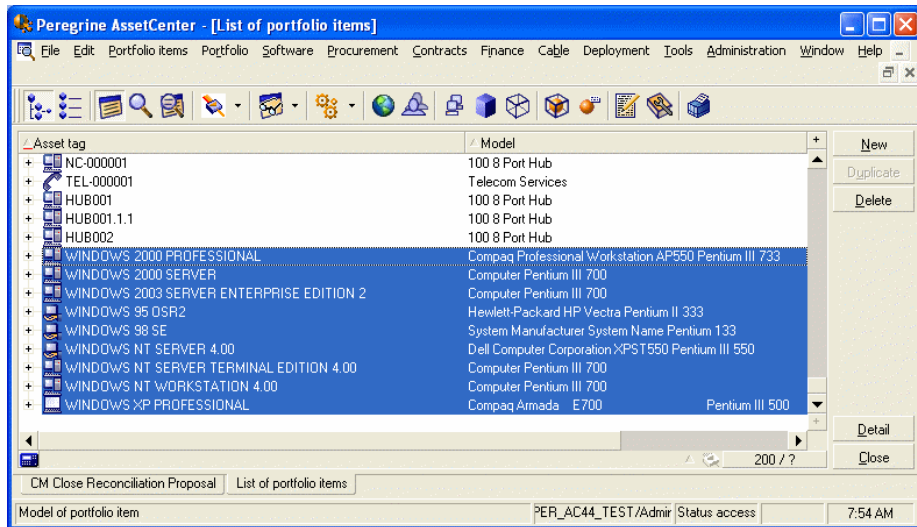 Peregrine AssetCenter - [List of portfolio items]
File Edit Portfolio items Portfolio Software Procurement Contracts Finance Cable Deployment Tools Administration Window Help
Asset tag Model
+ NC-000001 100 8 Port Hub
+ TEL-000001 Telecom Services
+ HUB001 100 8 Port Hub
+ HUB001.1.1 100 8 Port Hub
+ HUB002 100 8 Port Hub
+ WINDOWS 2000 PROFESSIONAL Compaq Professional Workstation AP550 Pentium III 733
+ WINDOWS 2000 SERVER Computer Pentium III 700
+ WINDOWS 2003 SERVER ENTERPRISE EDITION 2 Computer Pentium III 700
+ WINDOWS 95 OSR2 Hewlett-Packard HP Vectra Pentium II 333
+ WINDOWS 98 SE System Manufacturer System Name Pentium 133
+ WINDOWS NT SERVER 4.00 Dell Computer Corporation XPST550 Pentium III 550
+ WINDOWS NT SERVER TERMINAL EDITION 4.00 Computer Pentium III 700
+ WINDOWS NT WORKSTATION 4.00 Computer Pentium III 700
+ WINDOWS XP PROFESSIONAL Compaq Armada E700 Pentium III 500
New
Duplicate
Delete
Detail
200 / ?
Close
CM Close Reconciliation Proposal List of portfolio items
Model of portfolio item PER_AC44_TEST/Admir Status access 7:54 AM